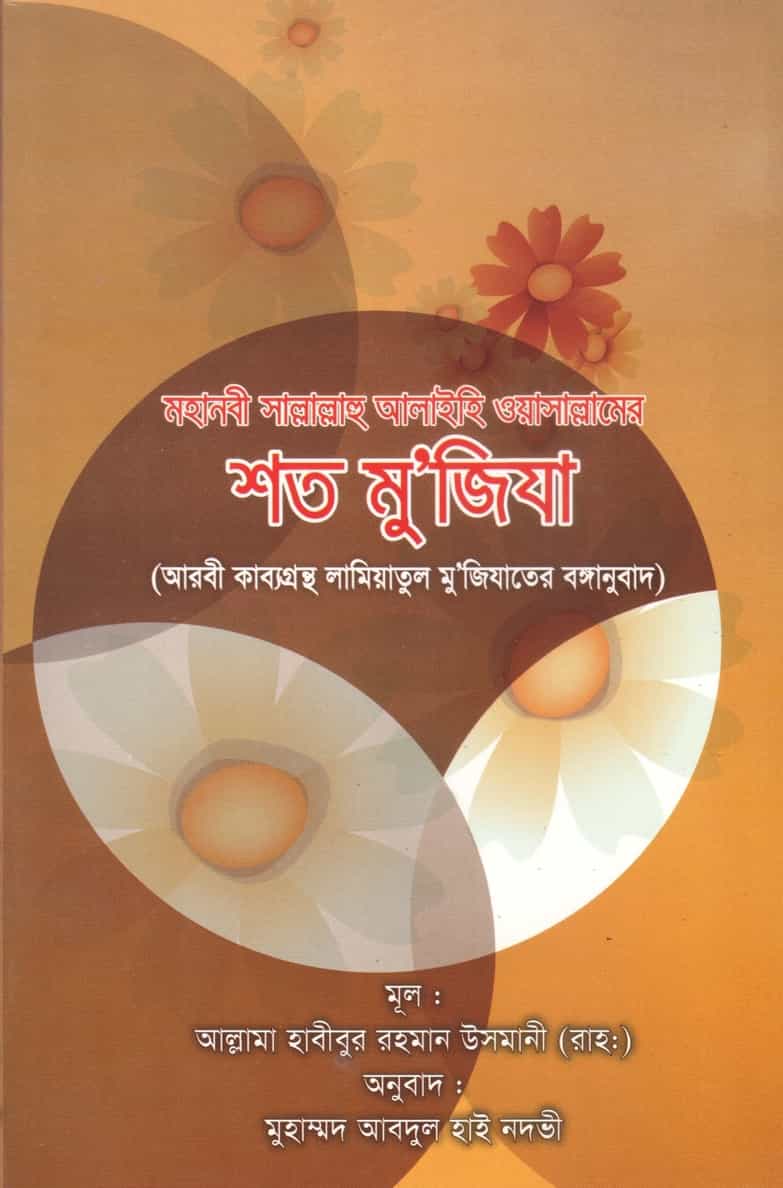 মহানবী সাল্লাল্লাহু আলাইহি ওয়াসাল্লামের
শত মু'জিযা
(আরবী কাব্যগ্রন্থ লামিয়াতুল মু'জিযাতের বঙ্গানুবাদ)
মূল :
আল্লামা হাবীবুর রহমান উসমানী (রাহ:)
অনুবাদ :
মুহাম্মদ আবদুল হাই নদভী